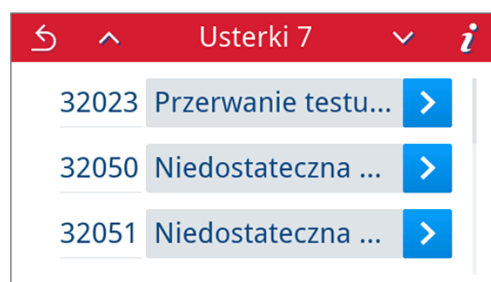 Usterki 7
32023 Przerwanie testu...
32050 Niedostateczna ...
32051 Niedostateczna ...